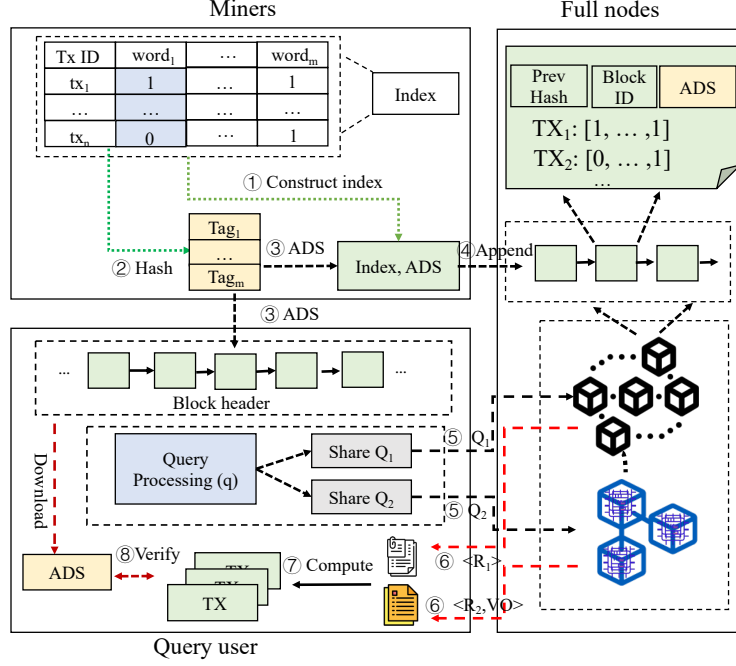 Miners
Full nodes
Tx ID word₁ … word_m
tx₁ 1 … 1
… … …
tx_n 0 … 1
Index
① Construct index
Tag₁
…
Tag_m
② Hash
③ ADS
Index, ADS
④Append
Prev
Hash
Block
ID
ADS
TX₁: [1, … ,1]
TX₂: [0, … ,1]
…
③ ADS
... ...
Block header
Download
Query
Processing (q)
Share Q₁
Share Q₂
⑤ Q₁
⑤ Q₂
⑥ <R₁>
⑥ <R₂,VO>
⑦ Compute
⑧Verify
ADS
TX
TX
TX
Query user